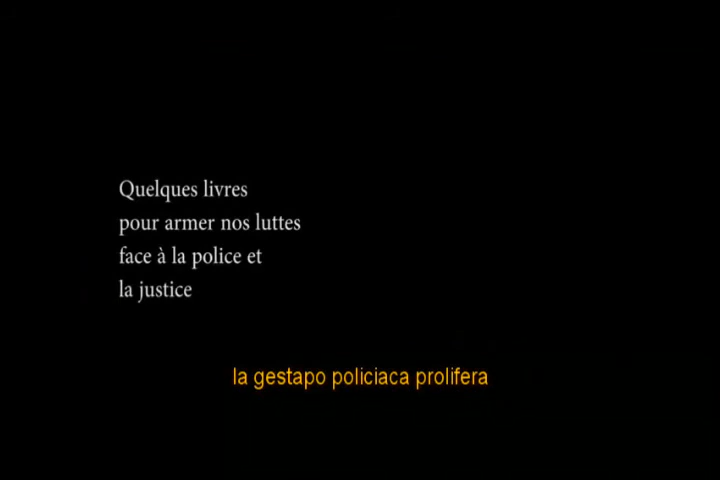 Quelques livres
pour armer nos luttes
face à la police et
la justice
la gestapo policiaca prolifera